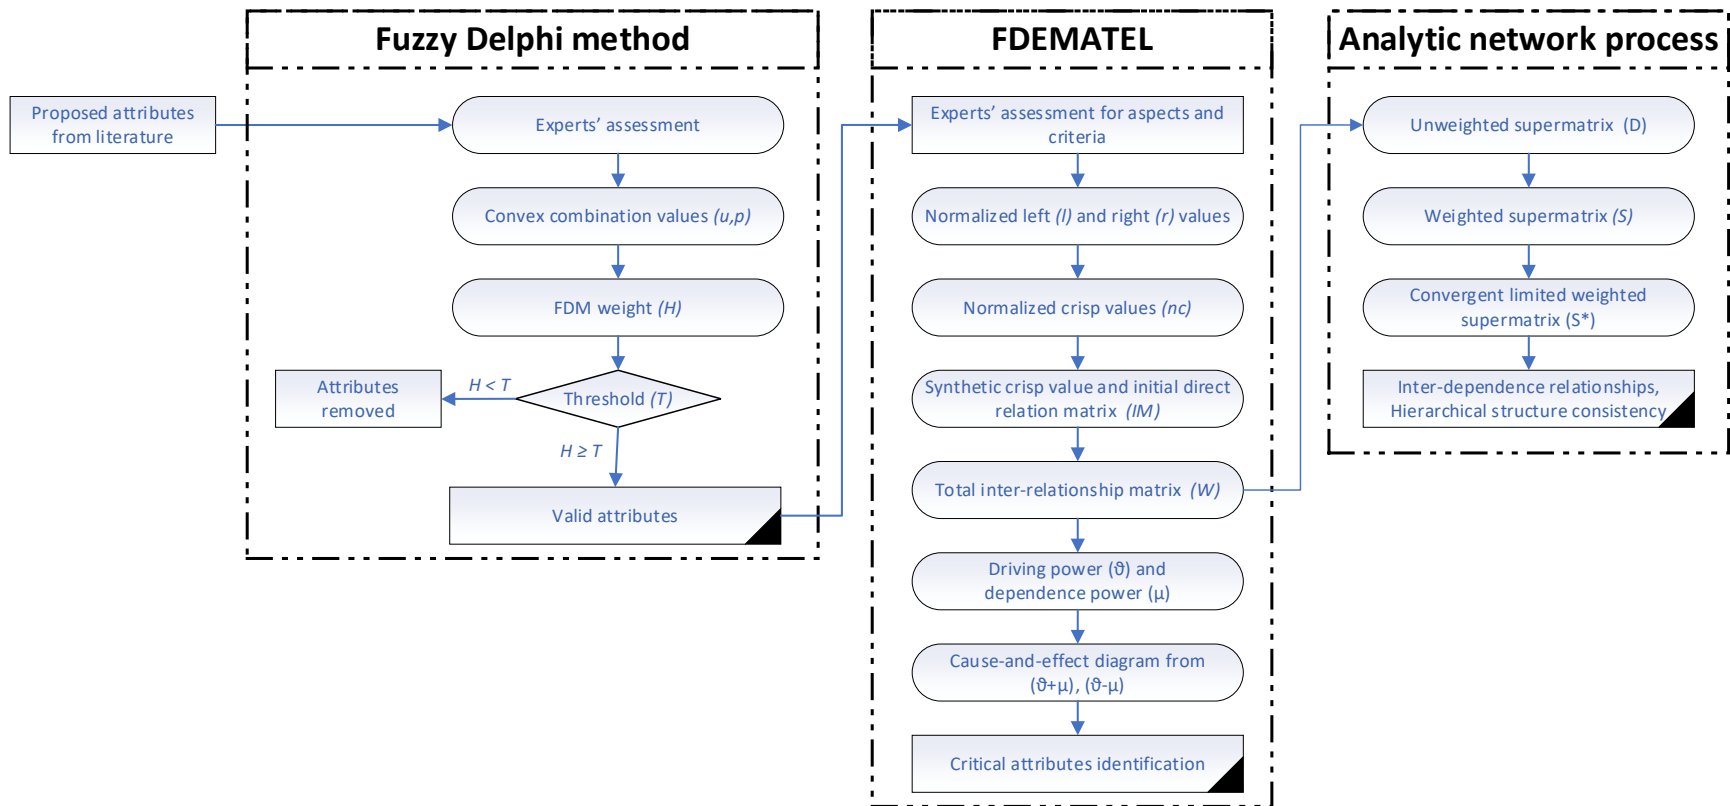 Fuzzy Delphi method
FDEMATEL
Analytic network process
Proposed attributes
from literature
Experts’ assessment
Convex combination values (u,p)
FDM weight (H)
Threshold (T)
H < T
Attributes
removed
H ≥ T
Valid attributes
Experts’ assessment for aspects and
criteria
Normalized left (l) and right (r) values
Normalized crisp values (nc)
Synthetic crisp value and initial direct
relation matrix (IM)
Total inter-relationship matrix (W)
Driving power (ϑ) and
dependence power (μ)
Cause-and-effect diagram from
(ϑ+μ), (ϑ-μ)
Critical attributes identification
Unweighted supermatrix (D)
Weighted supermatrix (S)
Convergent limited weighted
supermatrix (S*)
Inter-dependence relationships,
Hierarchical structure consistency